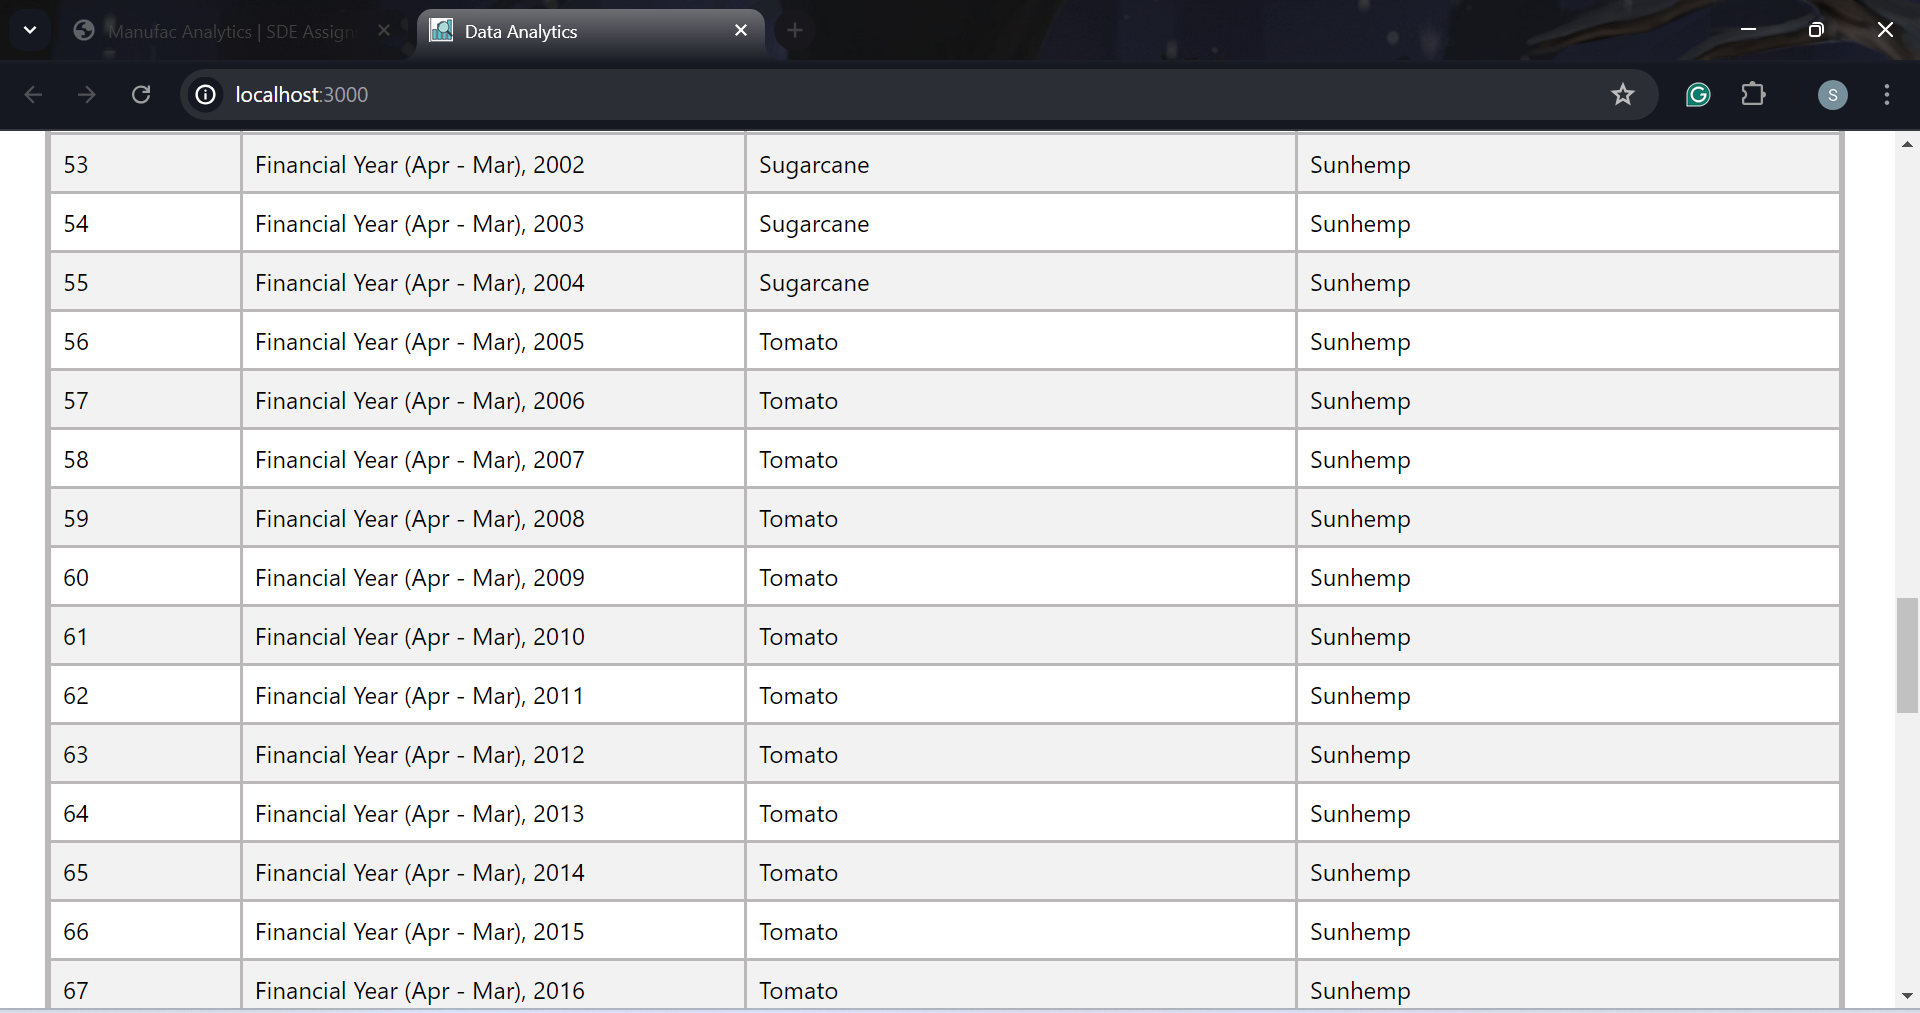 Manufac Analytics | SDE Assign
Data Analytics
localhost:3000
S
53 Financial Year (Apr - Mar), 2002 Sugarcane Sunhemp
54 Financial Year (Apr - Mar), 2003 Sugarcane Sunhemp
55 Financial Year (Apr - Mar), 2004 Sugarcane Sunhemp
56 Financial Year (Apr - Mar), 2005 Tomato Sunhemp
57 Financial Year (Apr - Mar), 2006 Tomato Sunhemp
58 Financial Year (Apr - Mar), 2007 Tomato Sunhemp
59 Financial Year (Apr - Mar), 2008 Tomato Sunhemp
60 Financial Year (Apr - Mar), 2009 Tomato Sunhemp
61 Financial Year (Apr - Mar), 2010 Tomato Sunhemp
62 Financial Year (Apr - Mar), 2011 Tomato Sunhemp
63 Financial Year (Apr - Mar), 2012 Tomato Sunhemp
64 Financial Year (Apr - Mar), 2013 Tomato Sunhemp
65 Financial Year (Apr - Mar), 2014 Tomato Sunhemp
66 Financial Year (Apr - Mar), 2015 Tomato Sunhemp
67 Financial Year (Apr - Mar), 2016 Tomato Sunhemp